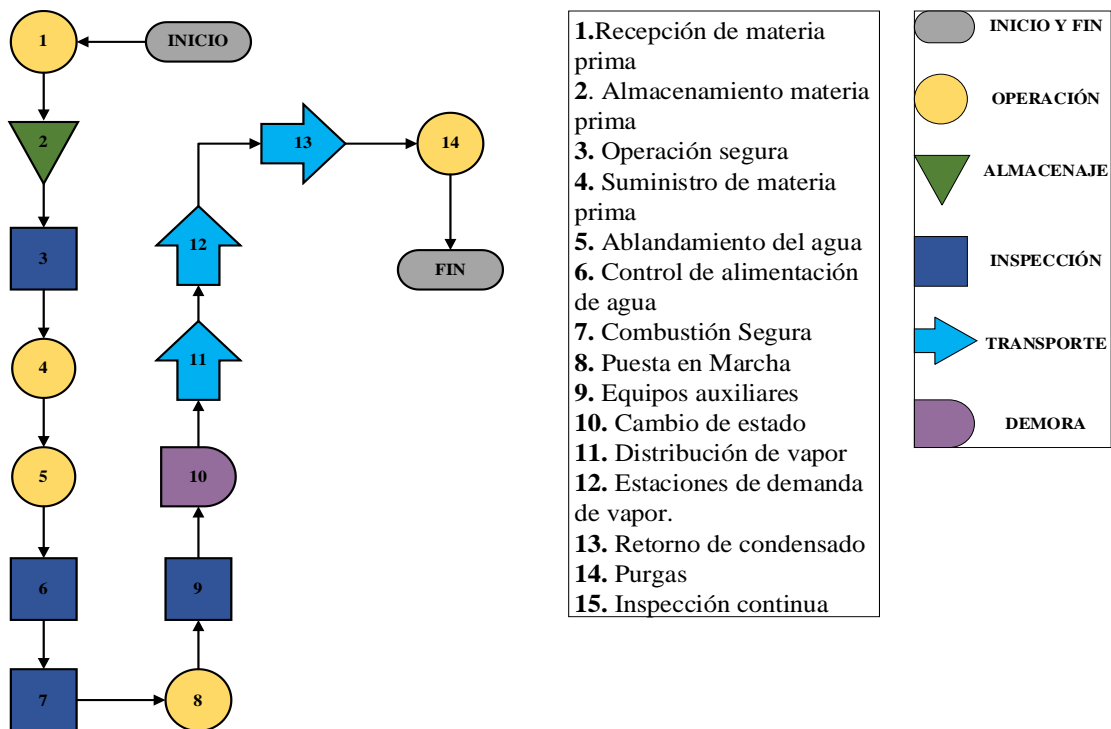 1
INICIO
2
3
4
5
6
7
8
9
10
11
12
13
14
FIN
1.Recepción de materia
prima
2. Almacenamiento materia
prima
3. Operación segura
4. Suministro de materia
prima
5. Ablandamiento del agua
6. Control de alimentación
de agua
7. Combustión Segura
8. Puesta en Marcha
9. Equipos auxiliares
10. Cambio de estado
11. Distribución de vapor
12. Estaciones de demanda
de vapor.
13. Retorno de condensado
14. Purgas
15. Inspección continua
INICIO Y FIN
OPERACIÓN
ALMACENAJE
INSPECCIÓN
TRANSPORTE
DEMORA